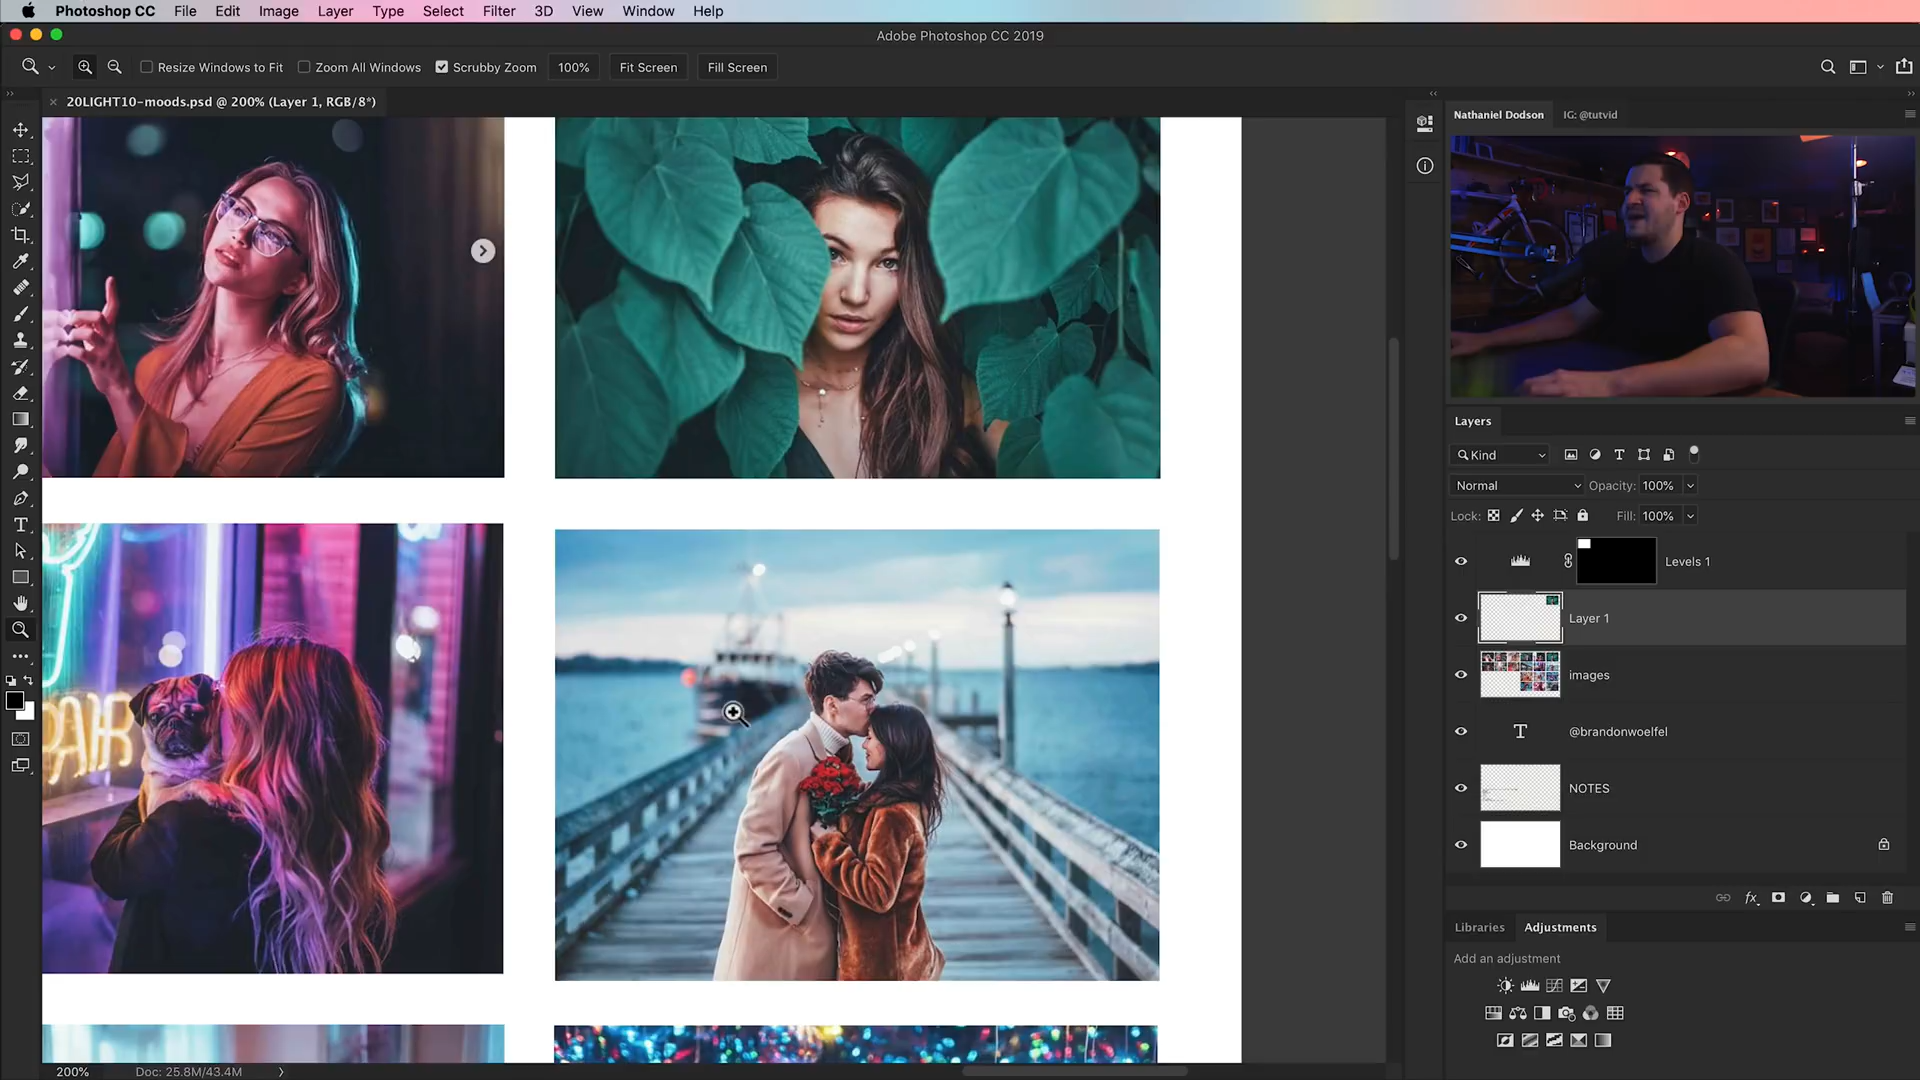 Photoshop CC File Edit Image Layer Type Select Filter 3D View Window Help
Adobe Photoshop CC 2019
Resize Windows to Fit Zoom All Windows Scrubby Zoom 100% Fit Screen Fill Screen
20LIGHT10-moods.psd @ 200% (Layer 1, RGB/8*)
Nathaniel Dodson IG: @tutvid
Layers
Kind
Normal Opacity: 100%
Lock: Fill: 100%
Levels 1
Layer 1
images
@brandonwoelfel
NOTES
Background
PAIR
Libraries Adjustments
Add an adjustment
200% Doc: 25.8M/43.4M